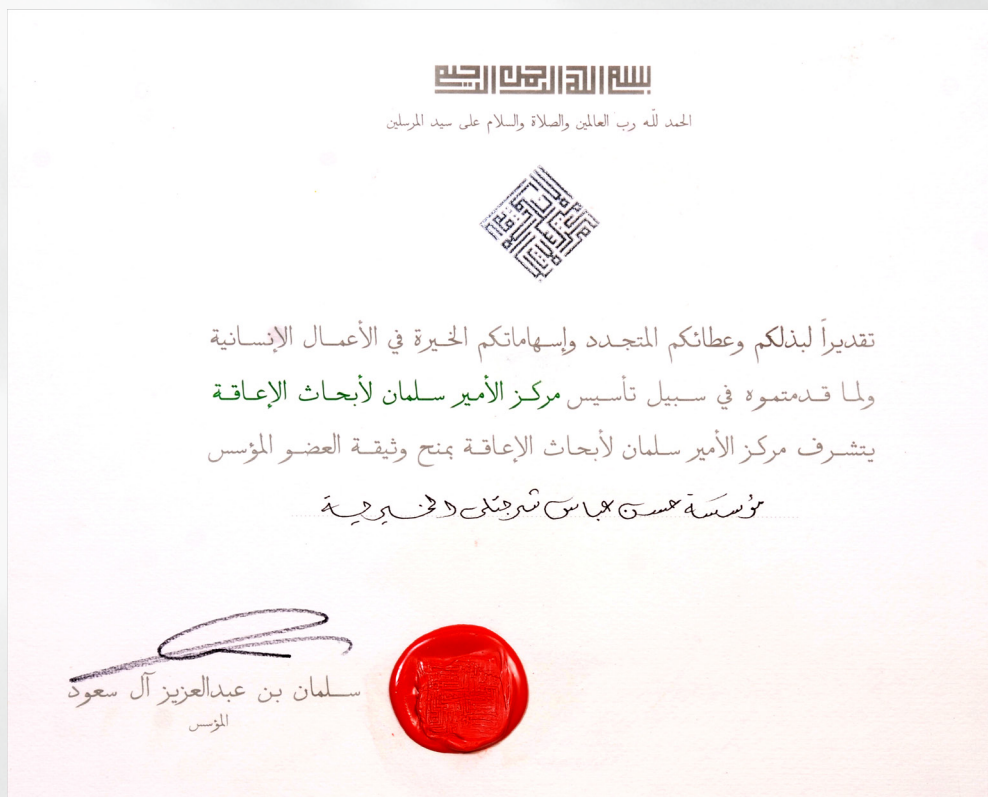 بسم الله الرحمن الرحيم
الحمد للّٰه رب العالمين والصلاة والسلام على سيد المرسلين
تقديراً لبذلكم وعطائكم المتجدد وإسهاماتكم الخيرة في الأعمال الإنسانية
ولما قدمتموه في سبيل تأسيس مركز الأمير سلمان لأبحاث الإعاقة
يتشرف مركز الأمير سلمان لأبحاث الإعاقة بمنح وثيقة العضو المؤسس
مؤسسة حسن عباس شربتلي الخيرية
سلمان بن عبدالعزيز آل سعود
المؤسس